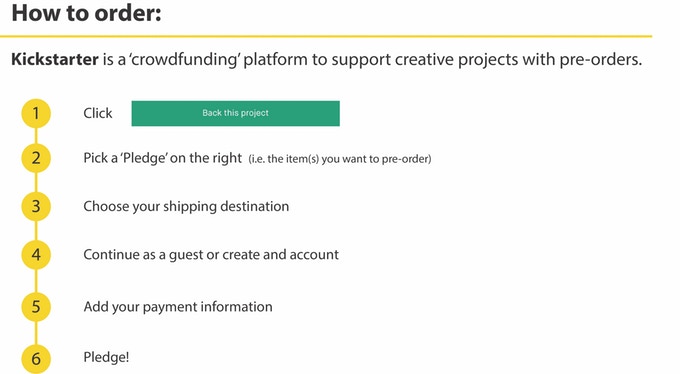 How to order:
Kickstarter is a ‘crowdfunding’ platform to support creative projects with pre-orders.
1 Click Back this project
2 Pick a ‘Pledge’ on the right (i.e. the item(s) you want to pre-order)
3 Choose your shipping destination
4 Continue as a guest or create and account
5 Add your payment information
6 Pledge!